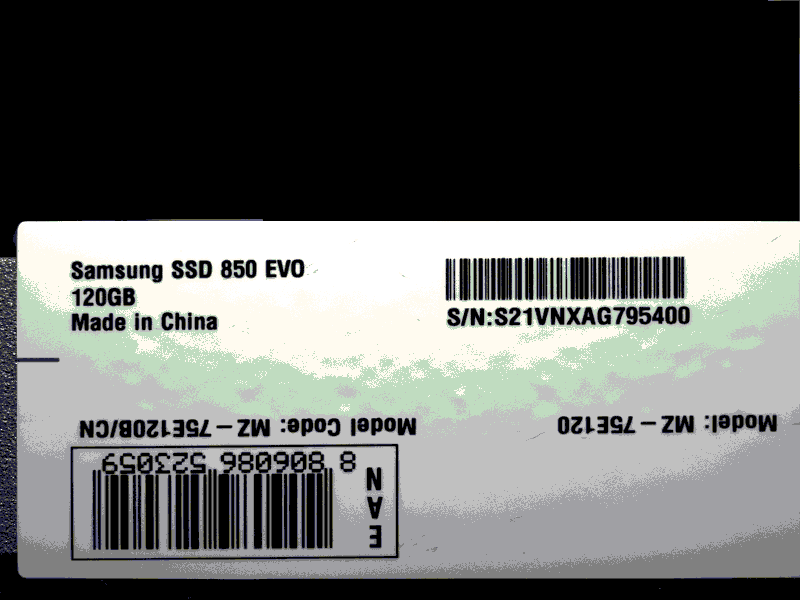 Samsung SSD 850 EVO
120GB
Made in China
S/N:S21VNXAG795400
Model: MZ – 75E120
Model Code: MZ – 75E120B/CN
EAN
8 806086 523059